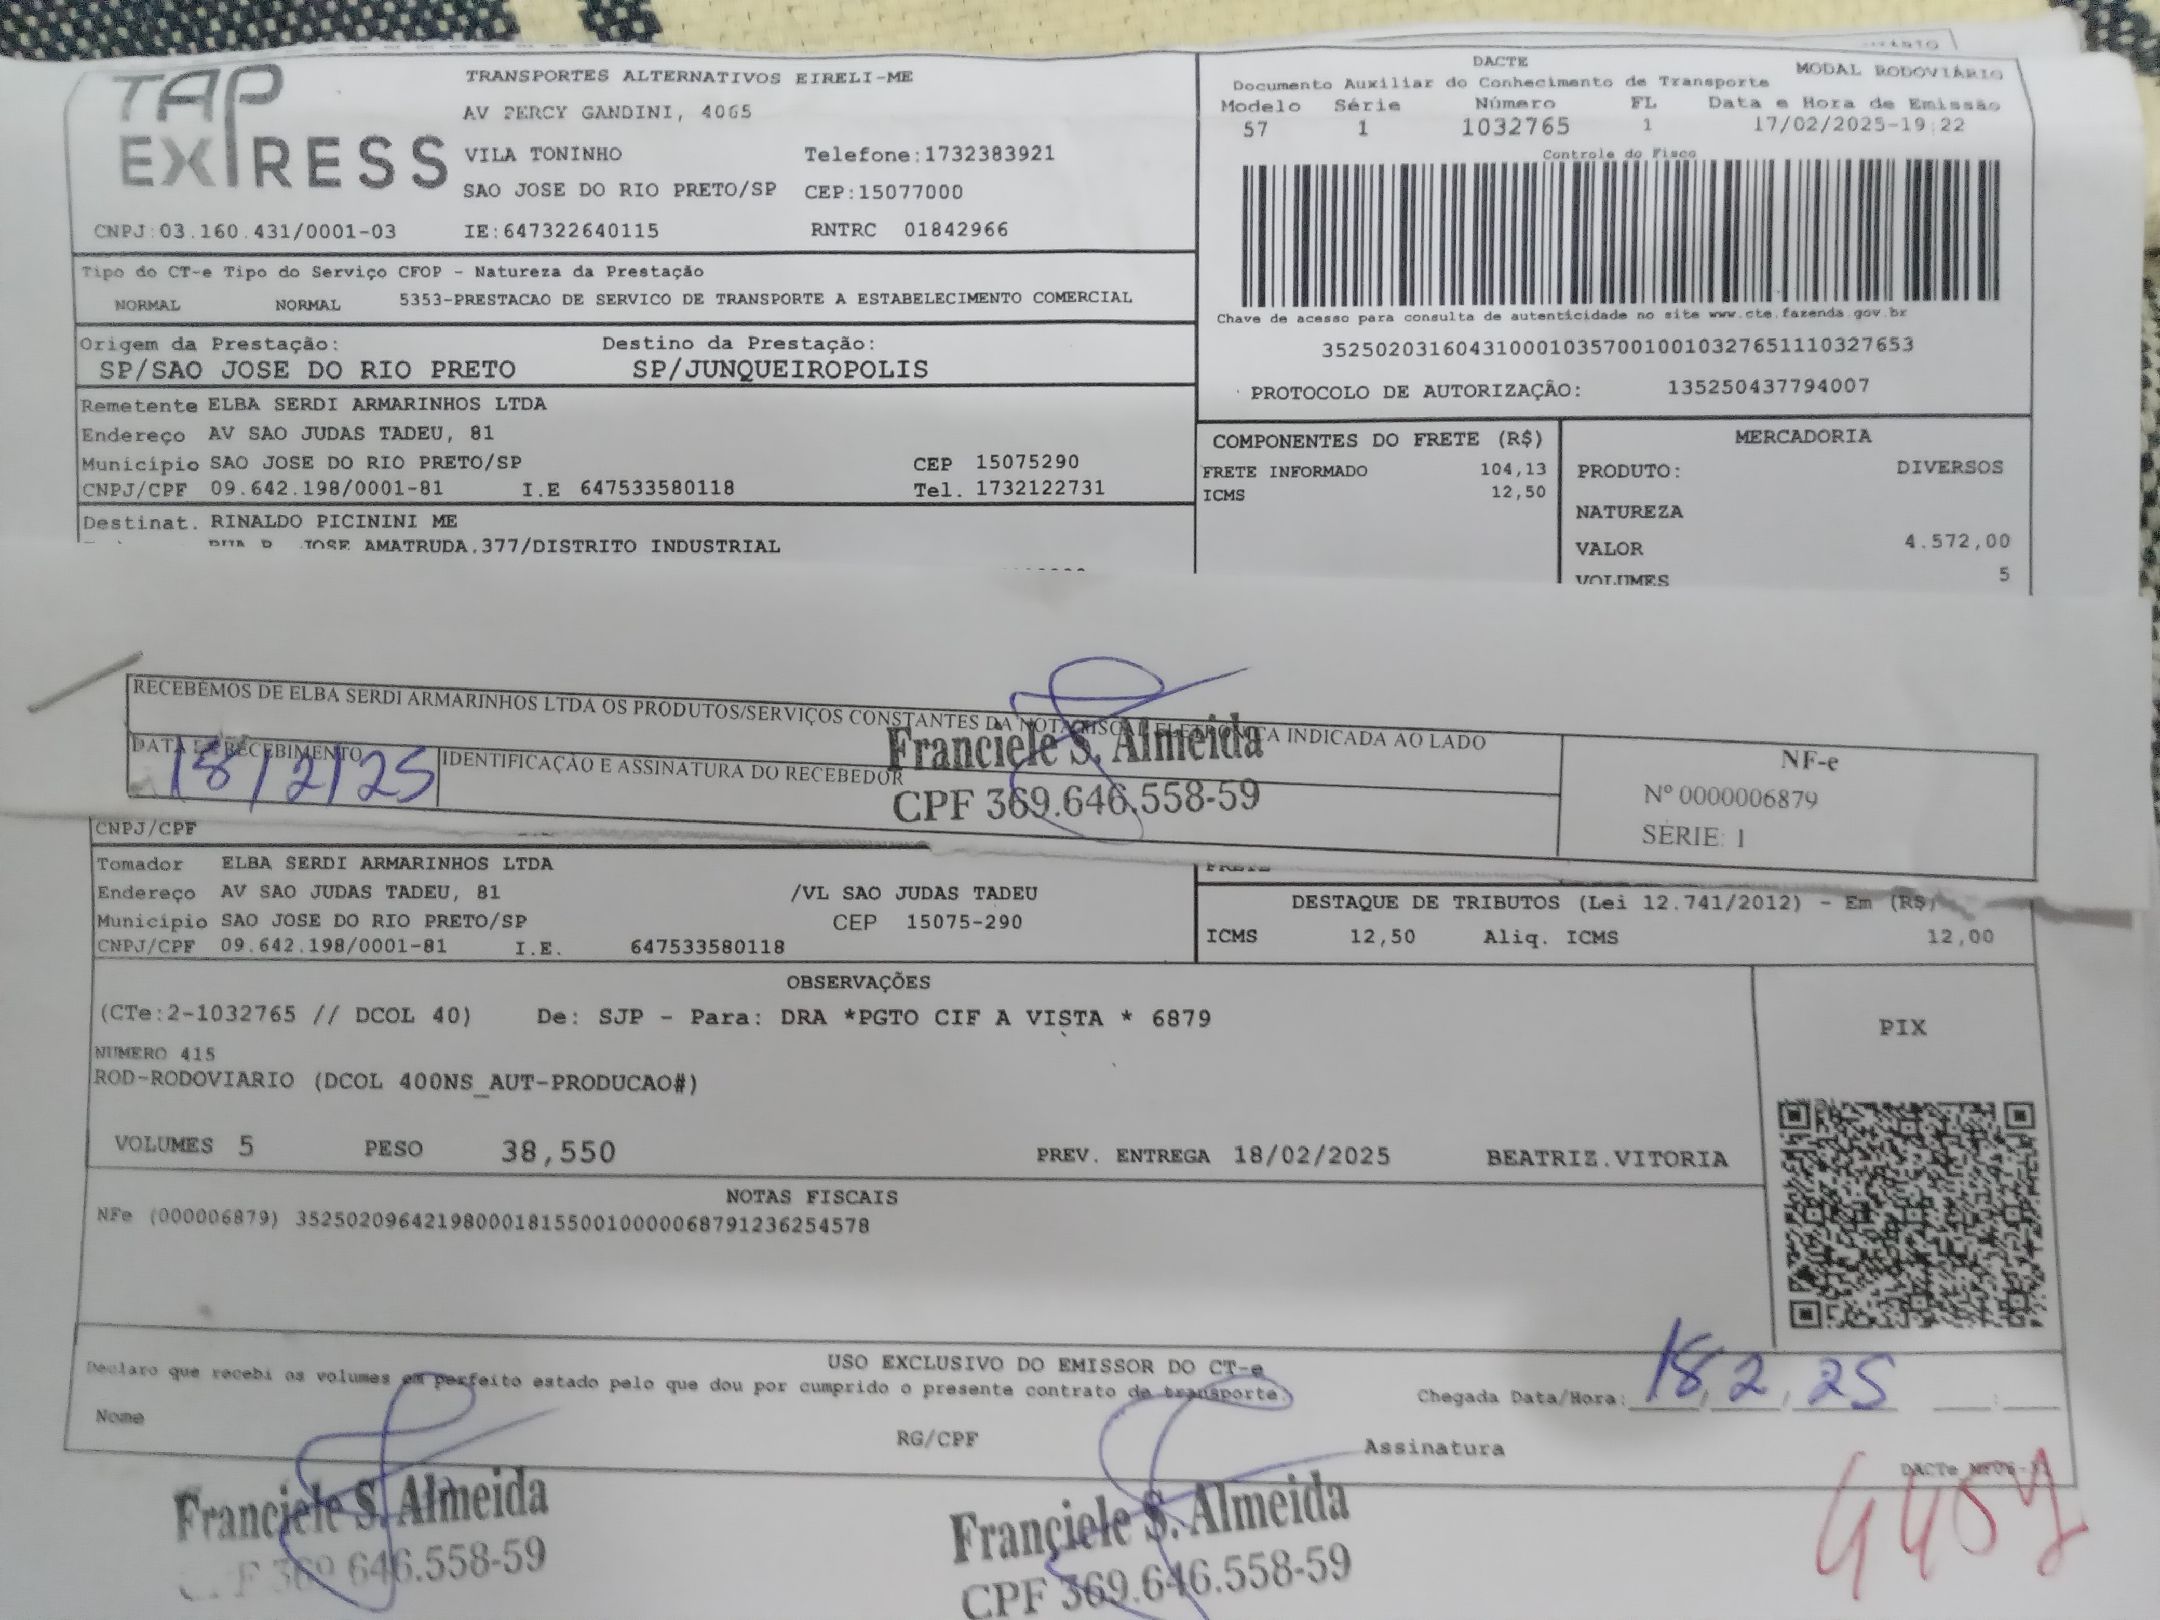 TAP EXPRESS
TRANSPORTES ALTERNATIVOS EIRELI-ME
AV PERCY GANDINI, 4065
VILA TONINHO Telefone:1732383921
SAO JOSE DO RIO PRETO/SP CEP:15077000
CNPJ:03.160.431/0001-03 IE:647322640115 RNTRC 01842966
DACTE
Documento Auxiliar do Conhecimento de Transporte MODAL RODOVIÁRIO
Modelo Série Número FL Data e Hora de Emissão
57 1 1032765 1 17/02/2025-19:22
Controle do Fisco
Chave de acesso para consulta de autenticidade no site www.cte.fazenda.gov.br
35250203160431000103570010010327651110327653
PROTOCOLO DE AUTORIZAÇÃO: 135250437794007
Tipo do CT-e Tipo do Serviço CFOP - Natureza da Prestação
NORMAL NORMAL 5353-PRESTACAO DE SERVICO DE TRANSPORTE A ESTABELECIMENTO COMERCIAL
Origem da Prestação: Destino da Prestação:
SP/SAO JOSE DO RIO PRETO SP/JUNQUEIROPOLIS
Remetente ELBA SERDI ARMARINHOS LTDA
Endereço AV SAO JUDAS TADEU, 81
Município SAO JOSE DO RIO PRETO/SP CEP 15075290
CNPJ/CPF 09.642.198/0001-81 I.E 647533580118 Tel. 1732122731
Destinat. RINALDO PICININI ME
JOSE AMATRUDA.377/DISTRITO INDUSTRIAL
COMPONENTES DO FRETE (R$)
FRETE INFORMADO 104,13
ICMS 12,50
MERCADORIA
PRODUTO: DIVERSOS
NATUREZA
VALOR 4.572,00
VOLUMES 5
RECEBEMOS DE ELBA SERDI ARMARINHOS LTDA OS PRODUTOS/SERVIÇOS CONSTANTES DA NOTA FISCAL ELETRONICA INDICADA AO LADO
DATA DE RECEBIMENTO IDENTIFICAÇÃO E ASSINATURA DO RECEBEDOR
18/2/25
Franciele S. Almeida
CPF 369.646.558-59
NF-e
Nº 0000006879
SÉRIE: 1
CNPJ/CPF
Tomador ELBA SERDI ARMARINHOS LTDA
Endereço AV SAO JUDAS TADEU, 81 /VL SAO JUDAS TADEU
Município SAO JOSE DO RIO PRETO/SP CEP 15075-290
CNPJ/CPF 09.642.198/0001-81 I.E. 647533580118
DESTAQUE DE TRIBUTOS (Lei 12.741/2012) - Em (R$)
ICMS 12,50 Aliq. ICMS 12,00
OBSERVAÇÕES
(CTe:2-1032765 // DCOL 40) De: SJP - Para: DRA *PGTO CIF A VISTA * 6879
NUMERO 415
ROD-RODOVIARIO (DCOL 400NS_AUT-PRODUCAO#)
VOLUMES 5 PESO 38,550 PREV. ENTREGA 18/02/2025 BEATRIZ.VITORIA
PIX
NOTAS FISCAIS
NFe (000006879) 35250209642198000181550010000068791236254578
USO EXCLUSIVO DO EMISSOR DO CT-e
Declaro que recebi os volumes em perfeito estado pelo que dou por cumprido o presente contrato de transporte.
Chegada Data/Hora: 18/2/25
Nome RG/CPF Assinatura
Franciele S. Almeida
CPF 369.646.558-59
Franciele S. Almeida
CPF 369.646.558-59